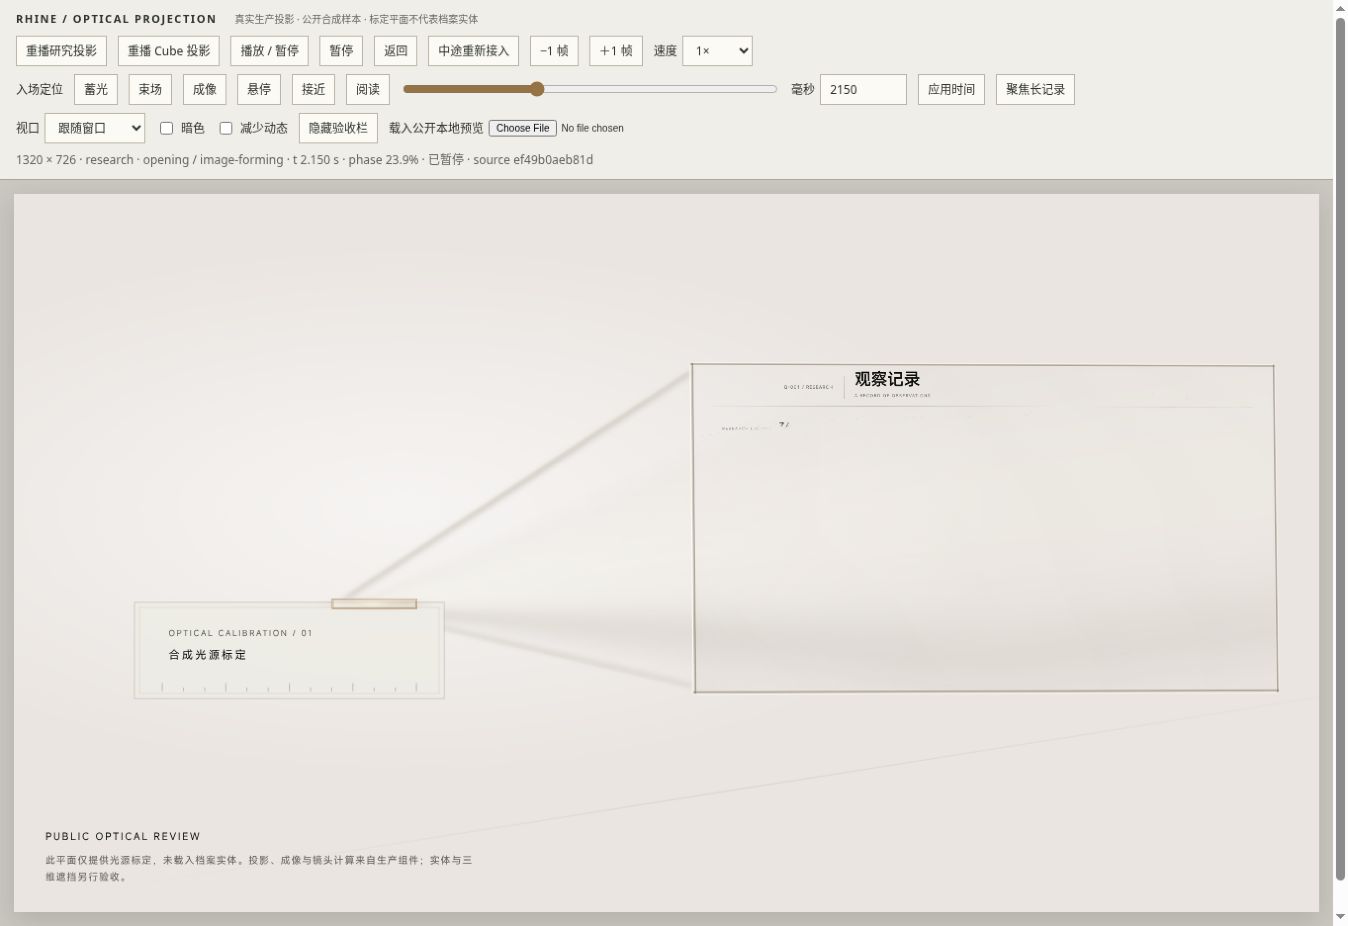 RHINE / OPTICAL PROJECTION 真实生产投影 · 公开合成样本 · 标定平面不代表档案实体
重播研究投影 重播 Cube 投影 播放 / 暂停 暂停 返回 中途重新接入 −1 帧 ＋1 帧 速度 1×
入场定位 蓄光 束场 成像 悬停 接近 阅读 毫秒 2150 应用时间 聚焦长记录
视口 跟随窗口 暗色 减少动态 隐藏验收栏 载入公开本地预览 Choose File No file chosen
1320 × 726 · research · opening / image-forming · t 2.150 s · phase 23.9% · 已暂停 · source ef49b0aeb81d
观察记录
A RECORD OF OBSERVATIONS
OPTICAL CALIBRATION / 01
合成光源标定
PUBLIC OPTICAL REVIEW
此平面仅提供光源标定，未载入档案实体。投影、成像与镜头计算来自生产组件；实体与三
维遮挡另行验收。